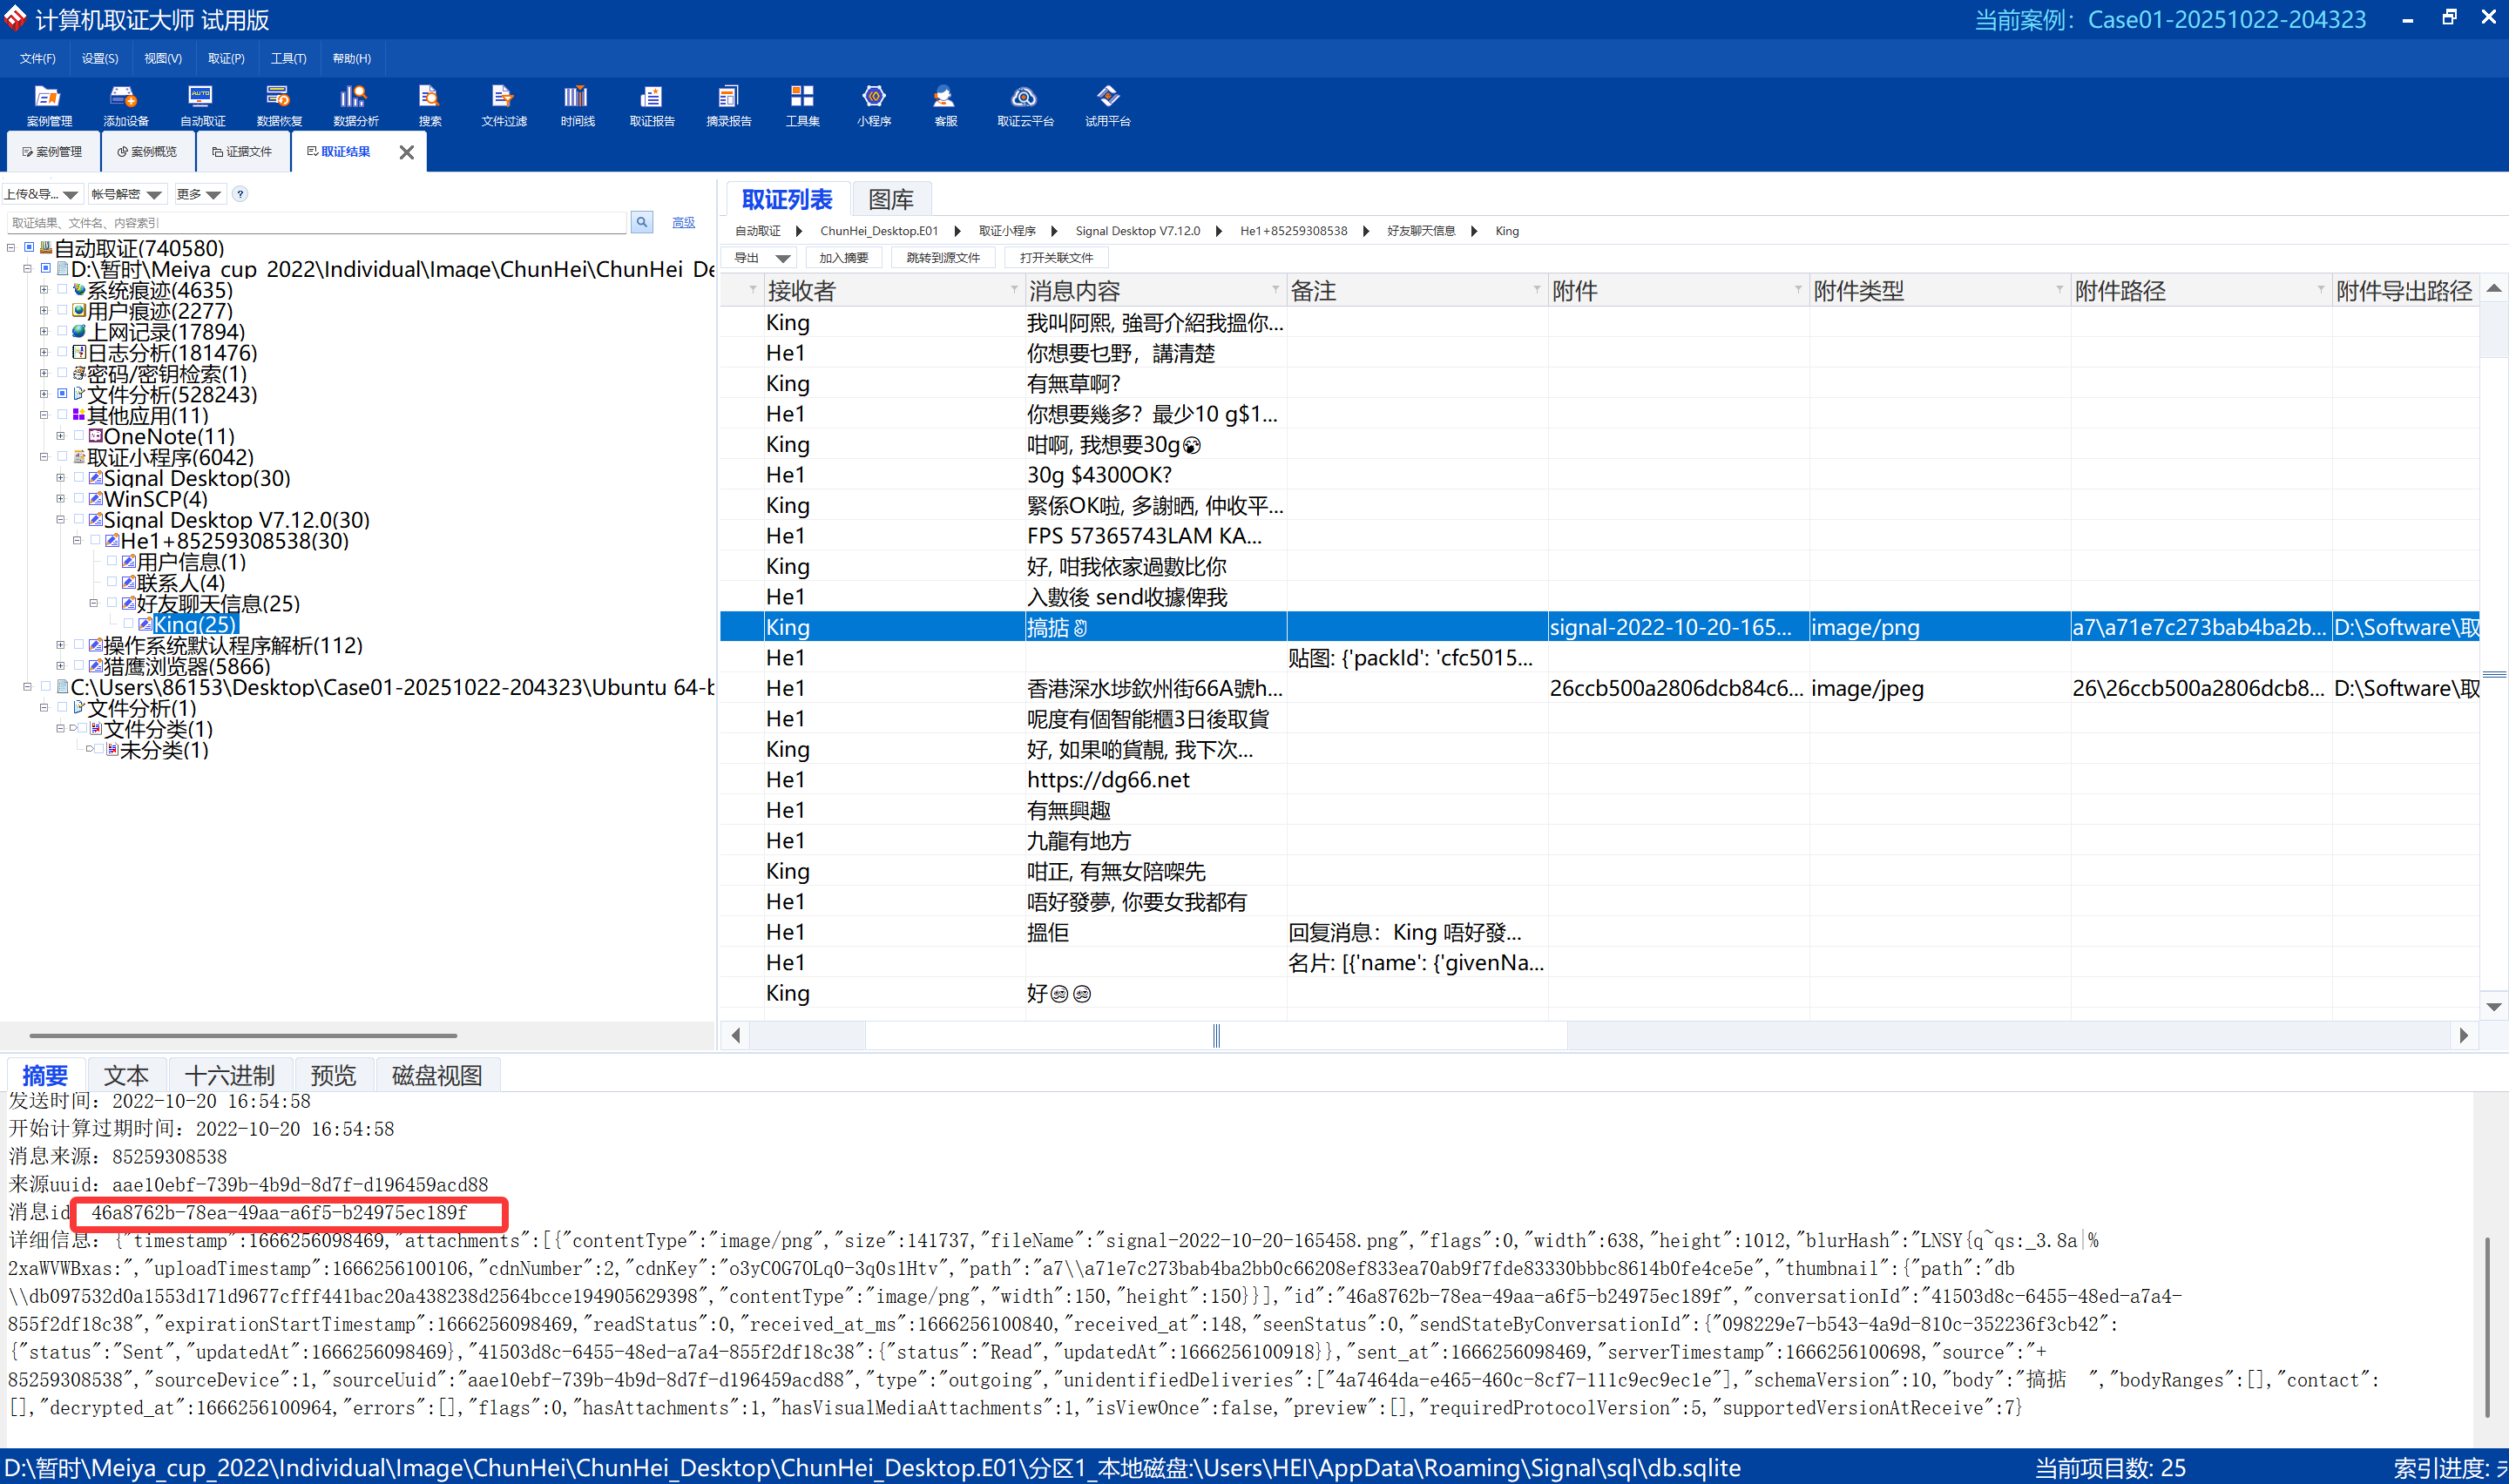 计算机取证大师 试用版
当前案例：Case01-20251022-204323
文件(F) 设置(S) 视图(V) 取证(P) 工具(T) 帮助(H)
案例管理 添加设备 自动取证 数据恢复 数据分析 搜索 文件过滤 时间线 取证报告 摘录报告 工具集 小程序 客服 取证云平台 试用平台
案例管理 案例概览 证据文件 取证结果
上传&导... 帐号解密 更多 ?
取证结果、文件名、内容索引 高级
自动取证(740580)
D:\暂时\Meiya_cup_2022\Individual\Image\ChunHei\ChunHei_De
系统痕迹(4635)
用户痕迹(2277)
上网记录(17894)
日志分析(181476)
密码/密钥检索(1)
文件分析(528243)
其他应用(11)
OneNote(11)
取证小程序(6042)
Signal Desktop(30)
WinSCP(4)
Signal Desktop V7.12.0(30)
He1+85259308538(30)
用户信息(1)
联系人(4)
好友聊天信息(25)
King(25)
操作系统默认程序解析(112)
猎鹰浏览器(5866)
C:\Users\86153\Desktop\Case01-20251022-204323\Ubuntu 64-b
文件分析(1)
文件分类(1)
未分类(1)
取证列表 图库
自动取证 ChunHei_Desktop.E01 取证小程序 Signal Desktop V7.12.0 He1+85259308538 好友聊天信息 King
导出 加入摘要 跳转到源文件 打开关联文件
接收者 消息内容 备注 附件 附件类型 附件路径 附件导出路径
King 我叫阿熙, 強哥介紹我搵你...
He1 你想要乜野，講清楚
King 有無草啊?
He1 你想要幾多？最少10 g$1...
King 咁啊, 我想要30g😲
He1 30g $4300OK?
King 緊係OK啦, 多謝晒, 仲收平...
He1 FPS 57365743LAM KA...
King 好, 咁我依家過數比你
He1 入數後 send收據俾我
King 搞掂✌ signal-2022-10-20-165... image/png a7\a71e7c273bab4ba2b... D:\Software\取
He1 贴图: {'packId': 'cfc5015...
He1 香港深水埗欽州街66A號h... 26ccb500a2806dcb84c6... image/jpeg 26\26ccb500a2806dcb8... D:\Software\取
He1 呢度有個智能櫃3日後取貨
King 好, 如果啲貨靚, 我下次...
He1 https://dg66.net
He1 有無興趣
He1 九龍有地方
King 咁正, 有無女陪㗎先
He1 唔好發夢, 你要女我都有
He1 搵佢 回复消息：King 唔好發...
He1 名片: [{'name': {'givenNa...
King 好
摘要 文本 十六进制 预览 磁盘视图
发送时间：2022-10-20 16:54:58
开始计算过期时间：2022-10-20 16:54:58
消息来源：85259308538
来源uuid：aae10ebf-739b-4b9d-8d7f-d196459acd88
消息id 46a8762b-78ea-49aa-a6f5-b24975ec189f
详细信息：{"timestamp":1666256098469,"attachments":[{"contentType":"image/png","size":141737,"fileName":"signal-2022-10-20-165458.png","flags":0,"width":638,"height":1012,"blurHash":"LNSY{q~qs:_3.8a|%
2xaWVWBxas:","uploadTimestamp":1666256100106,"cdnNumber":2,"cdnKey":"o3yC0G7OLq0-3q0s1Htv","path":"a7\\a71e7c273bab4ba2bb0c66208ef833ea70ab9f7fde83330bbbc8614b0fe4ce5e","thumbnail":{"path":"db
\\db097532d0a1553d171d9677cfff441bac20a438238d2564bcce194905629398","contentType":"image/png","width":150,"height":150}}],"id":"46a8762b-78ea-49aa-a6f5-b24975ec189f","conversationId":"41503d8c-6455-48ed-a7a4-
855f2df18c38","expirationStartTimestamp":1666256098469,"readStatus":0,"received_at_ms":1666256100840,"received_at":148,"seenStatus":0,"sendStateByConversationId":{"098229e7-b543-4a9d-810c-352236f3cb42":
{"status":"Sent","updatedAt":1666256098469},"41503d8c-6455-48ed-a7a4-855f2df18c38":{"status":"Read","updatedAt":1666256100918}},"sent_at":1666256098469,"serverTimestamp":1666256100698,"source":"+
85259308538","sourceDevice":1,"sourceUuid":"aae10ebf-739b-4b9d-8d7f-d196459acd88","type":"outgoing","unidentifiedDeliveries":["4a7464da-e465-460c-8cf7-111c9ec9ec1e"],"schemaVersion":10,"body":"搞掂 ","bodyRanges":[],"contact":
[],"decrypted_at":1666256100964,"errors":[],"flags":0,"hasAttachments":1,"hasVisualMediaAttachments":1,"isViewOnce":false,"preview":[],"requiredProtocolVersion":5,"supportedVersionAtReceive":7}
D:\暂时\Meiya_cup_2022\Individual\Image\ChunHei\ChunHei_Desktop\ChunHei_Desktop.E01\分区1_本地磁盘:\Users\HEI\AppData\Roaming\Signal\sql\db.sqlite 当前项目数: 25 索引进度: